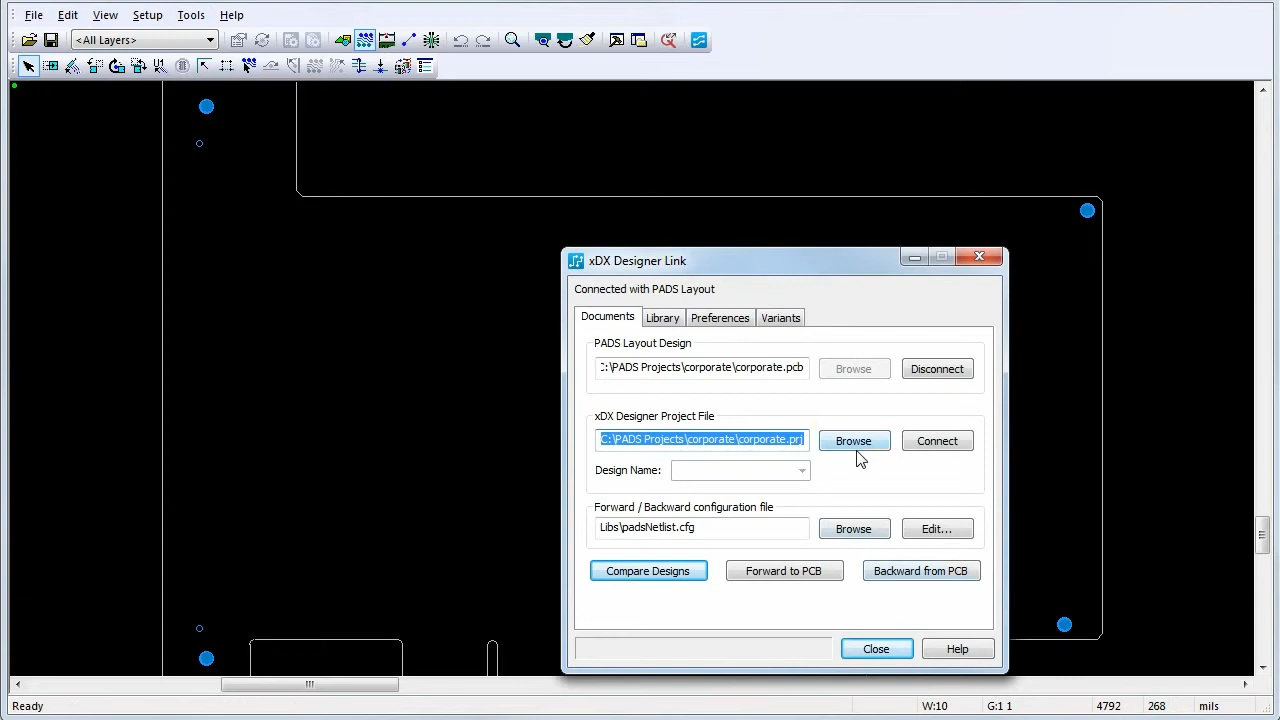 File Edit View Setup Tools Help
<All Layers>
xDX Designer Link
Connected with PADS Layout
Documents Library Preferences Variants
PADS Layout Design
C:\PADS Projects\corporate\corporate.pcb Browse Disconnect
xDX Designer Project File
C:\PADS Projects\corporate\corporate.prj Browse Connect
Design Name:
Forward / Backward configuration file
Libs\padsNetlist.cfg Browse Edit...
Compare Designs Forward to PCB Backward from PCB
Close Help
Ready W:10 G:1 1 4792 268 mils